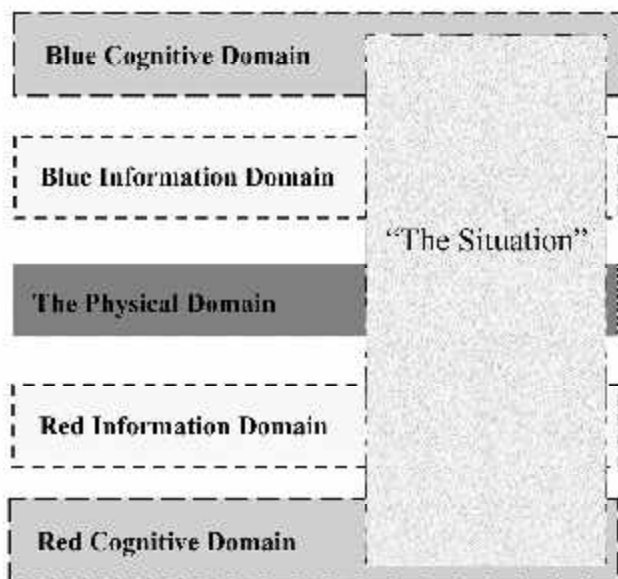 Blue Cognitive Domain
Blue Information Domain
"The Situation"
The Physical Domain
Red Information Domain
Red Cognitive Domain